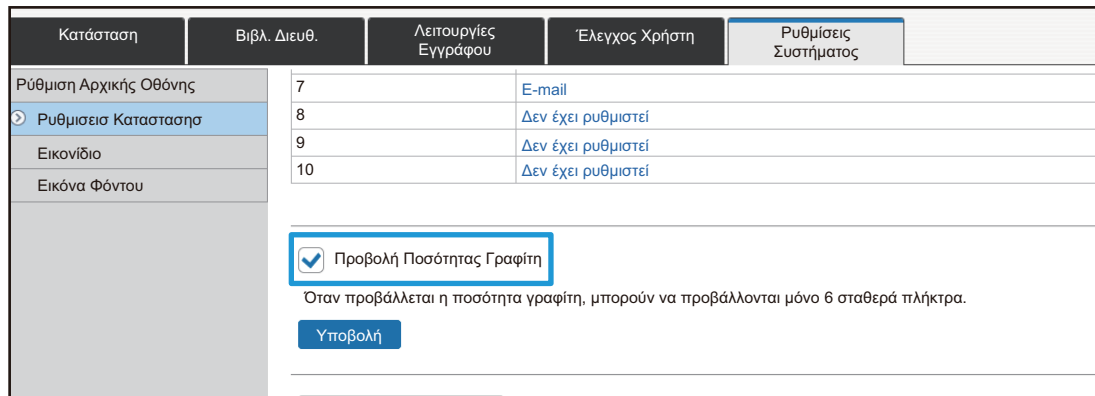 Κατάσταση
Βιβλ. Διευθ.
Λειτουργίες
Εγγράφου
Έλεγχος Χρήστη
Ρυθμίσεις
Συστήματος
Ρύθμιση Αρχικής Οθόνης
Ρυθμισεισ Καταστασησ
Εικονίδιο
Εικόνα Φόντου
7 E-mail
8 Δεν έχει ρυθμιστεί
9 Δεν έχει ρυθμιστεί
10 Δεν έχει ρυθμιστεί
Προβολή Ποσότητας Γραφίτη
Όταν προβάλλεται η ποσότητα γραφίτη, μπορούν να προβάλλονται μόνο 6 σταθερά πλήκτρα.
Υποβολή